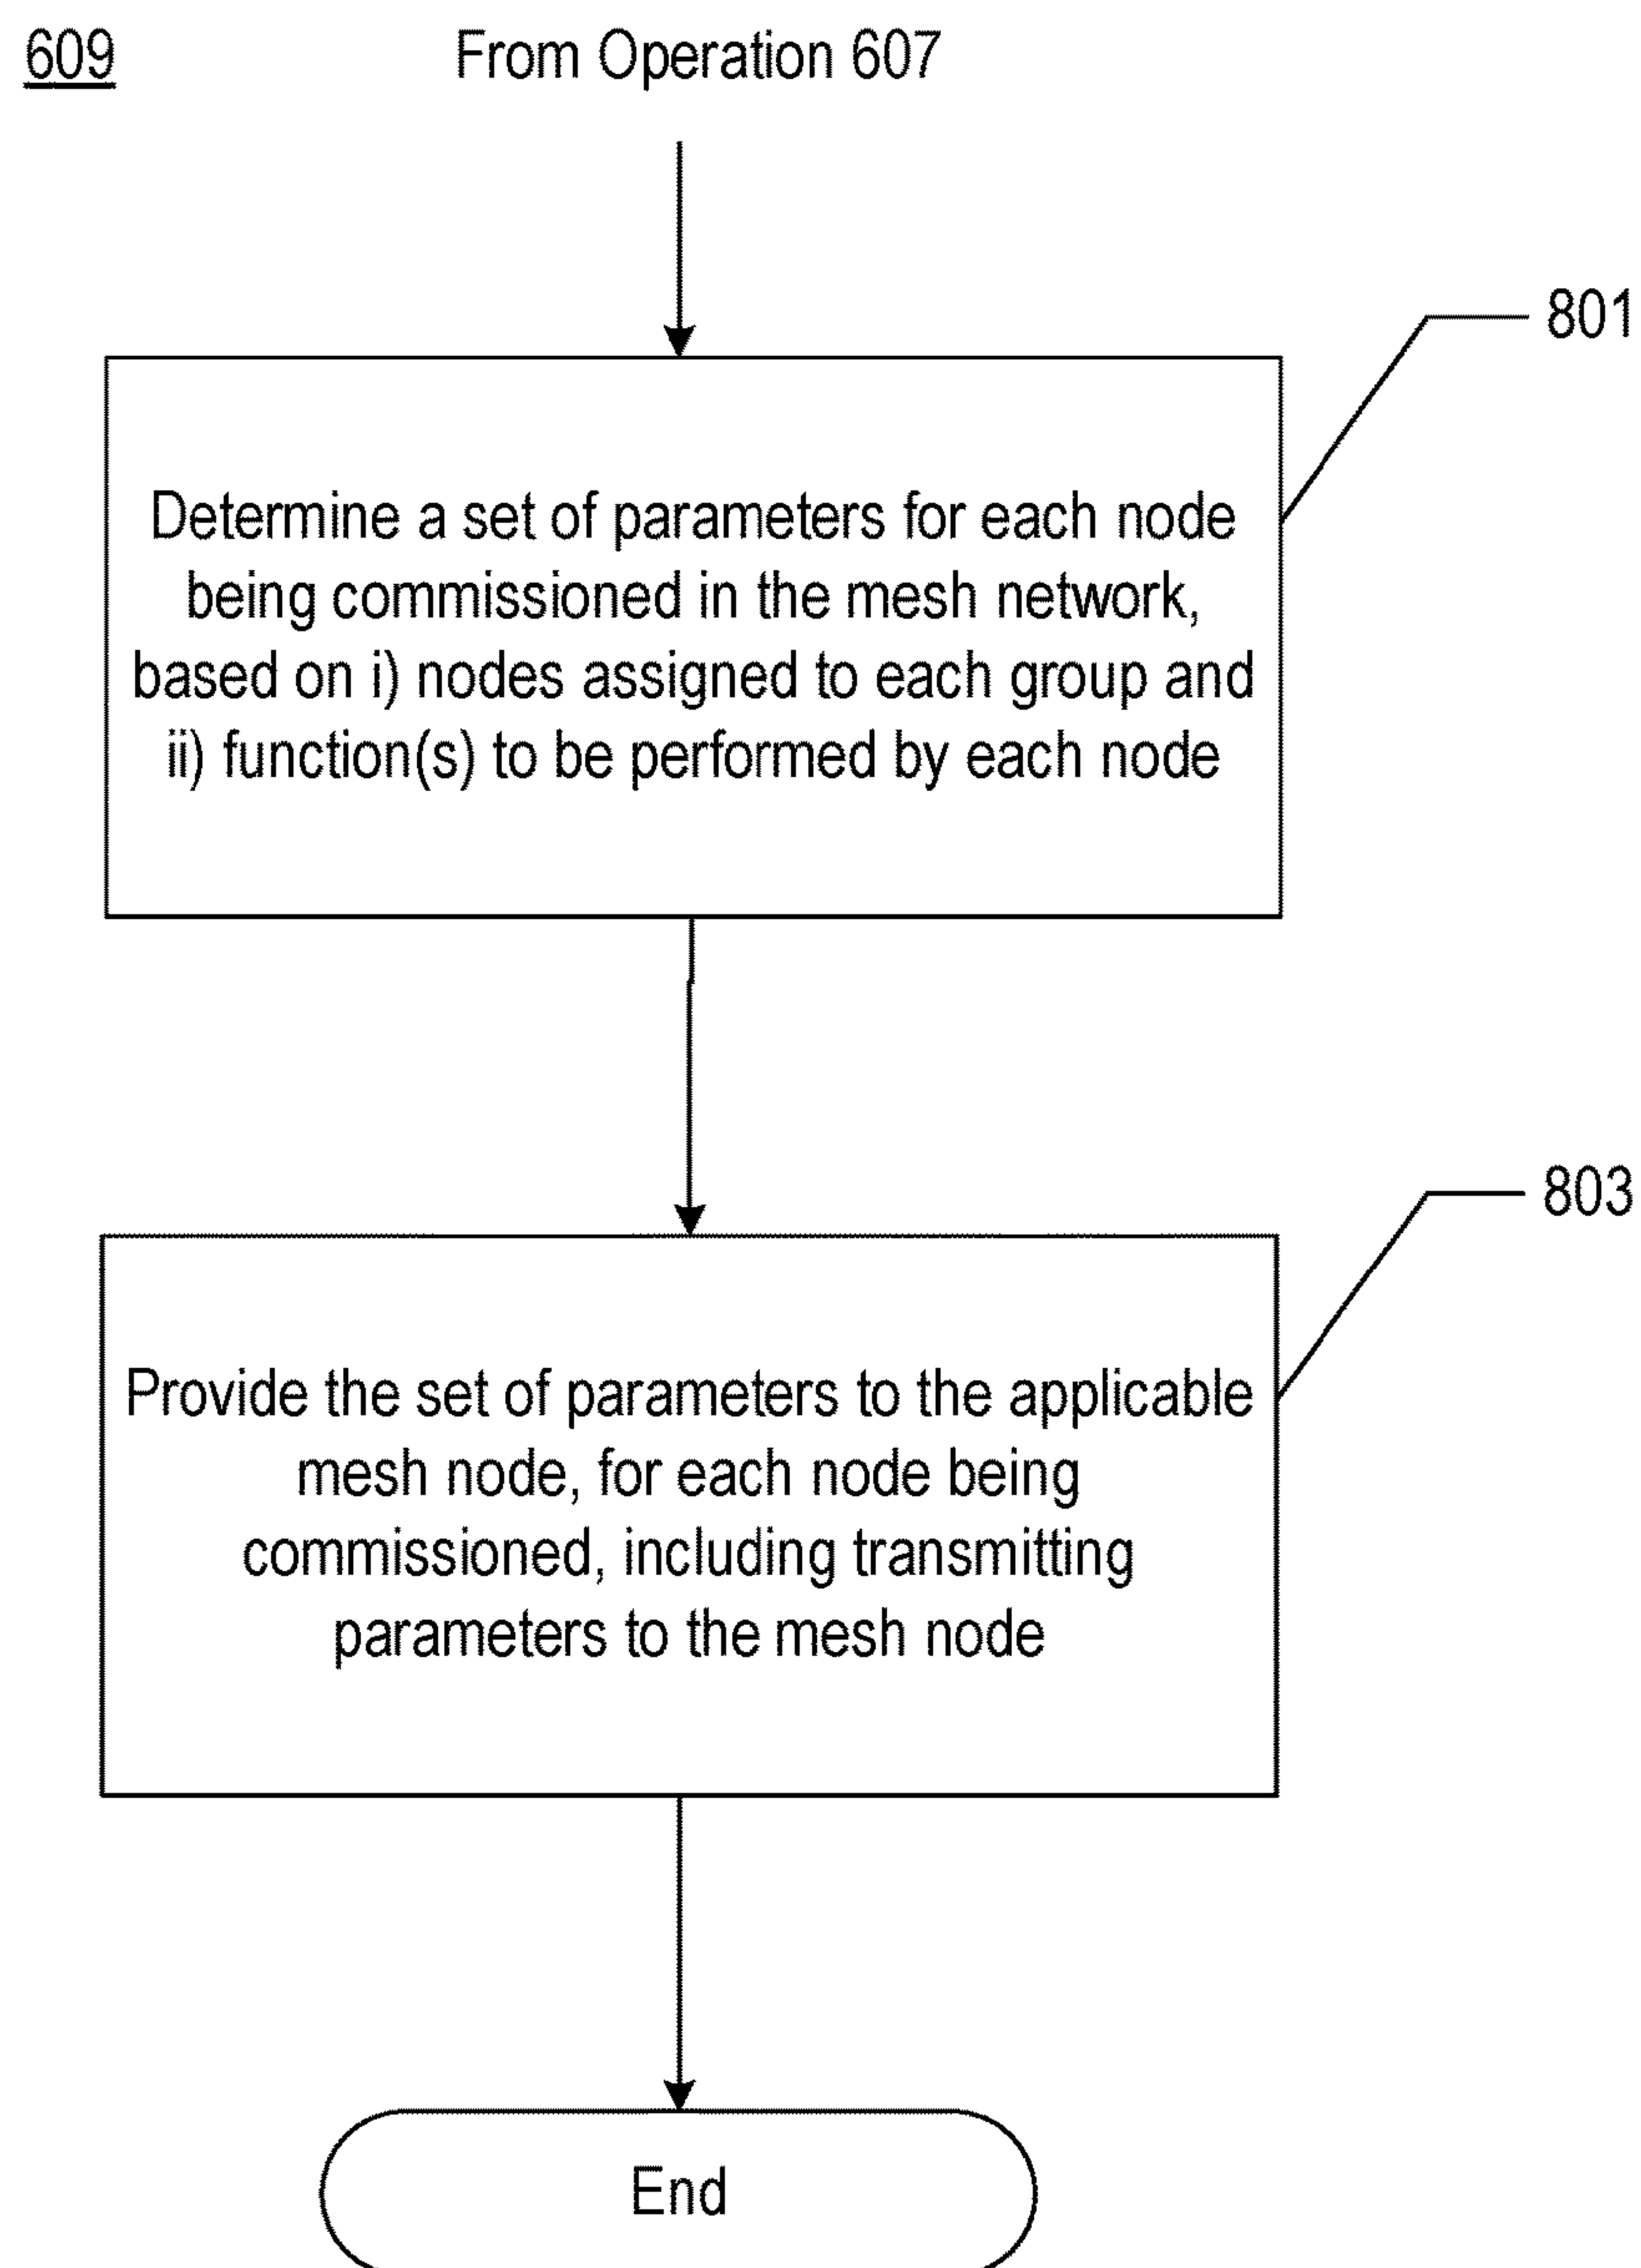 609
From Operation 607
801
Determine a set of parameters for each node
being commissioned in the mesh network,
based on i) nodes assigned to each group and
ii) function(s) to be performed by each node
803
Provide the set of parameters to the applicable
mesh node, for each node being
commissioned, including transmitting
parameters to the mesh node
End